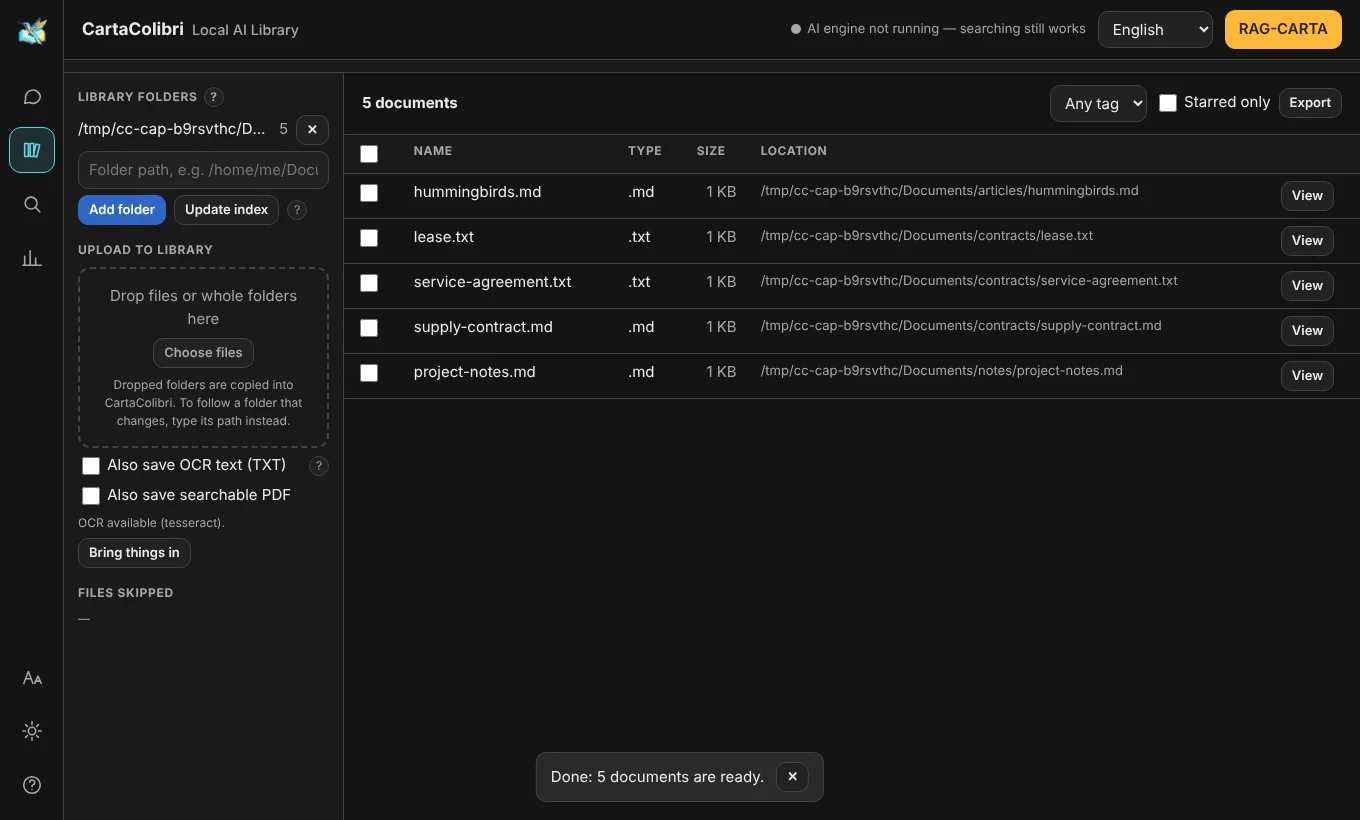 CartaColibri Local AI Library
AI engine not running — searching still works
English
RAG-CARTA
LIBRARY FOLDERS ?
/tmp/cc-cap-b9rsvthc/D... 5 ×
Folder path, e.g. /home/me/Docu
Add folder Update index ?
UPLOAD TO LIBRARY
Drop files or whole folders
here
Choose files
Dropped folders are copied into
CartaColibri. To follow a folder that
changes, type its path instead.
Also save OCR text (TXT) ?
Also save searchable PDF
OCR available (tesseract).
Bring things in
FILES SKIPPED
—
5 documents
Any tag Starred only Export
NAME TYPE SIZE LOCATION
hummingbirds.md .md 1 KB /tmp/cc-cap-b9rsvthc/Documents/articles/hummingbirds.md View
lease.txt .txt 1 KB /tmp/cc-cap-b9rsvthc/Documents/contracts/lease.txt View
service-agreement.txt .txt 1 KB /tmp/cc-cap-b9rsvthc/Documents/contracts/service-agreement.txt View
supply-contract.md .md 1 KB /tmp/cc-cap-b9rsvthc/Documents/contracts/supply-contract.md View
project-notes.md .md 1 KB /tmp/cc-cap-b9rsvthc/Documents/notes/project-notes.md View
AA
?
Done: 5 documents are ready. ×